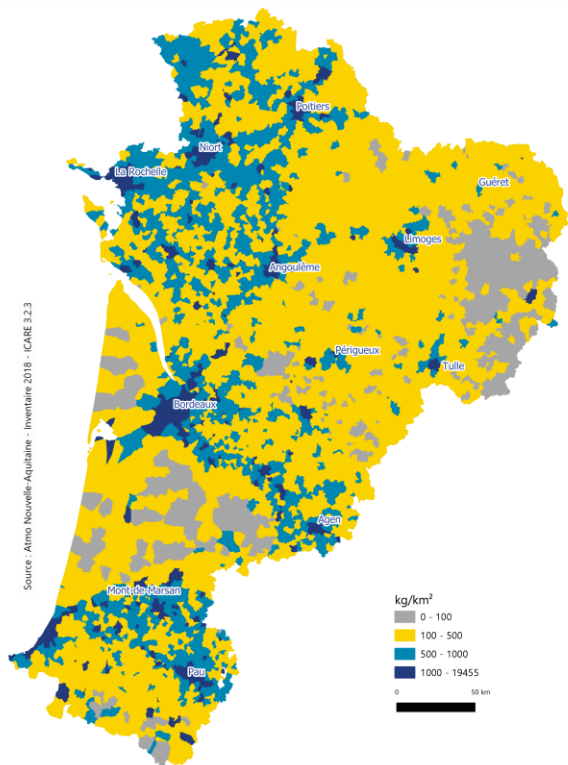 Poitiers
Niort
La Rochelle
Guéret
Limoges
Angoulême
Périgueux
Tulle
Bordeaux
Agen
Mont-de-Marsan
Pau
Source : Atmo Nouvelle-Aquitaine - Inventaire 2018 - ICARE 3.2.3
kg/km²
0 - 100
100 - 500
500 - 1000
1000 - 19455
0 50 km